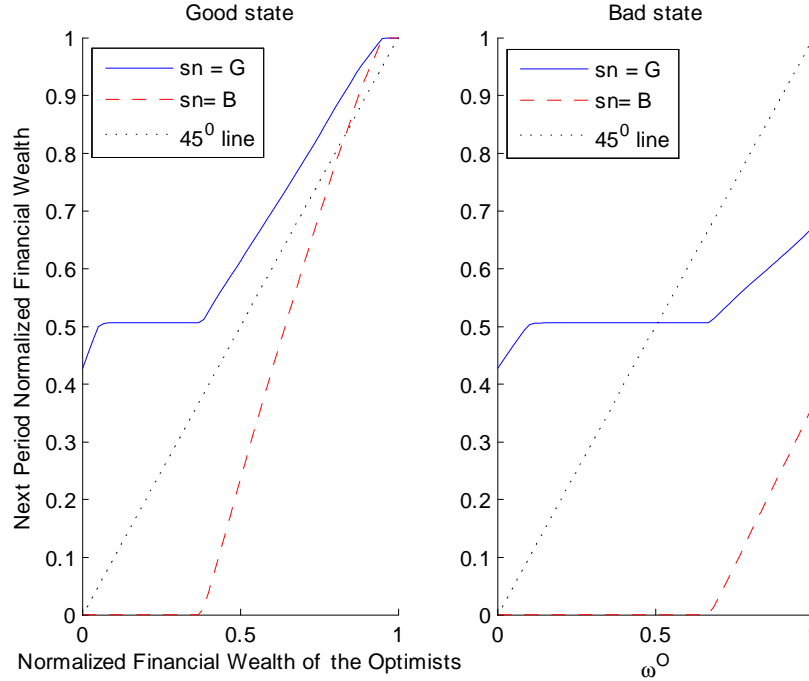 Good state
Bad state
Next Period Normalized Financial Wealth
1
0.9
0.8
0.7
0.6
0.5
0.4
0.3
0.2
0.1
0
sn = G
sn= B
45⁰ line
0
0.5
1
Normalized Financial Wealth of the Optimists
1
0.9
0.8
0.7
0.6
0.5
0.4
0.3
0.2
0.1
0
sn = G
sn= B
45⁰ line
0
0.5
ω^O